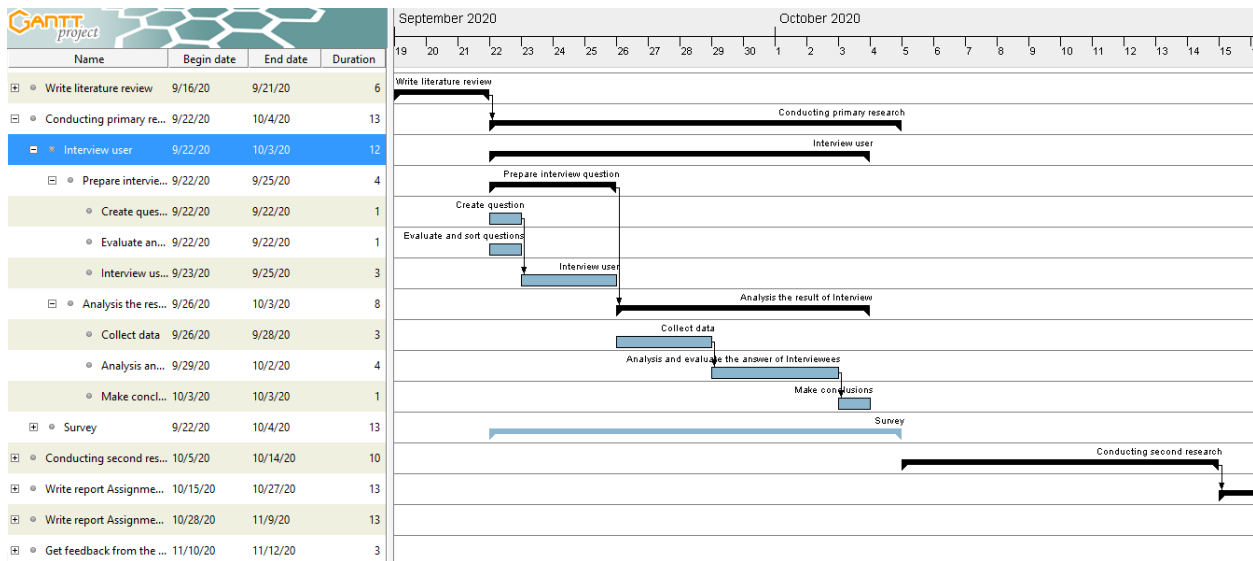 GANTT
project
September 2020 October 2020
19 20 21 22 23 24 25 26 27 28 29 30 1 2 3 4 5 6 7 8 9 10 11 12 13 14 15
Name Begin date End date Duration
Write literature review 9/16/20 9/21/20 6 Write literature review
Conducting primary re... 9/22/20 10/4/20 13 Conducting primary research
Interview user 9/22/20 10/3/20 12 Interview user
Prepare intervie... 9/22/20 9/25/20 4 Prepare interview question
Create ques... 9/22/20 9/22/20 1 Create question
Evaluate an... 9/22/20 9/22/20 1 Evaluate and sort questions
Interview us... 9/23/20 9/25/20 3 Interview user
Analysis the res... 9/26/20 10/3/20 8 Analysis the result of Interview
Collect data 9/26/20 9/28/20 3 Collect data
Analysis an... 9/29/20 10/2/20 4 Analysis and evaluate the answer of Interviewees
Make concl... 10/3/20 10/3/20 1 Make conclusions
Survey 9/22/20 10/4/20 13 Survey
Conducting second res... 10/5/20 10/14/20 10 Conducting second research
Write report Assignme... 10/15/20 10/27/20 13
Write report Assignme... 10/28/20 11/9/20 13
Get feedback from the ... 11/10/20 11/12/20 3